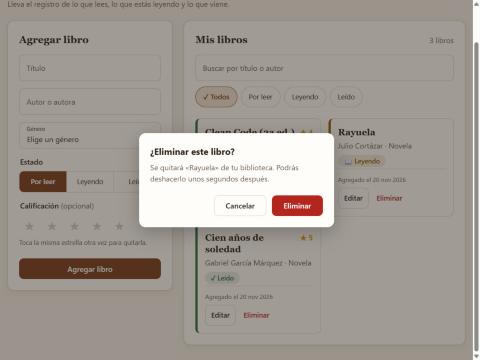 Lleva el registro de lo que lees, lo que estás leyendo y lo que viene.
Agregar libro
Título
Autor o autora
Género
Elige un género
Estado
Por leer
Leyendo
Calificación (opcional)
★ ★ ★ ★ ★
Toca la misma estrella otra vez para quitarla.
Agregar libro
Mis libros
3 libros
Buscar por título o autor
✓ Todos
Por leer
Leyendo
Leído
Clean Code (2a ed.)
Rayuela
Julio Cortázar · Novela
📖 Leyendo
Agregado el 20 nov 2026
Editar
Eliminar
¿Eliminar este libro?
Se quitará «Rayuela» de tu biblioteca. Podrás
deshacerlo unos segundos después.
Cancelar
Eliminar
Cien años de
soledad
★ 5
Gabriel García Márquez · Novela
✓ Leído
Agregado el 20 nov 2026
Editar
Eliminar